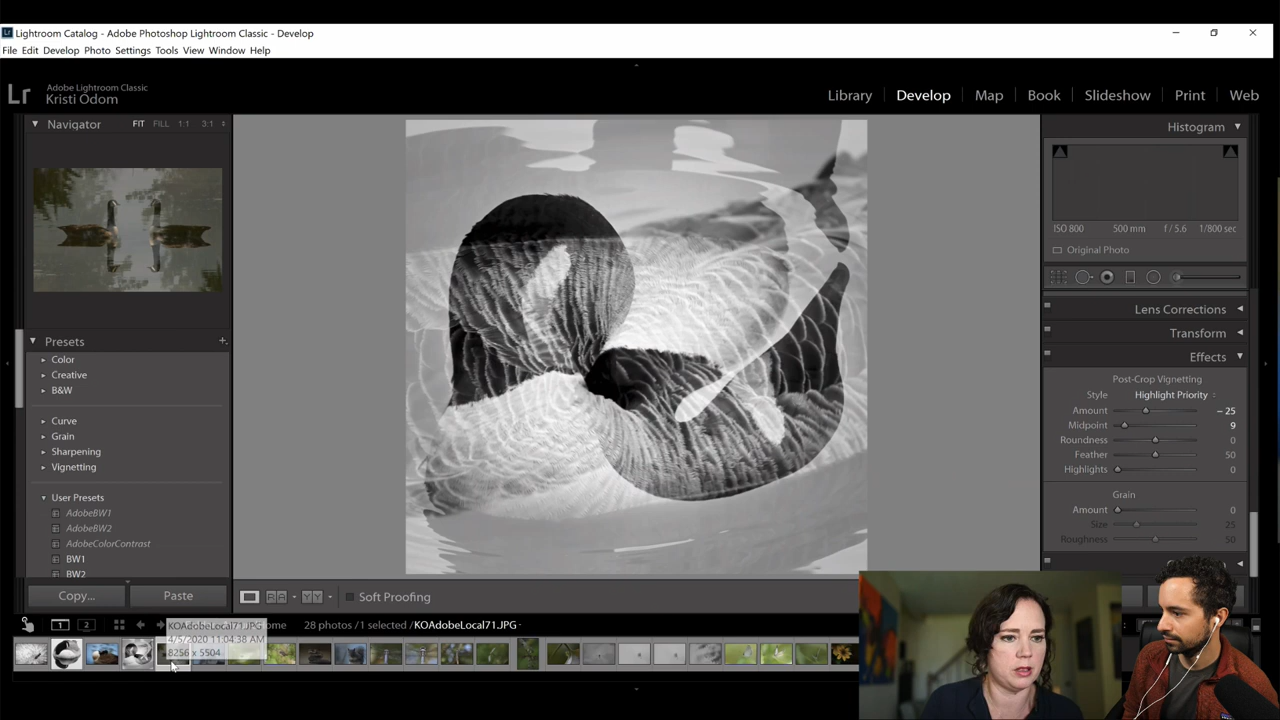 Lightroom Catalog - Adobe Photoshop Lightroom Classic - Develop
File Edit Develop Photo Settings Tools View Window Help
Lr
Adobe Lightroom Classic
Kristi Odom
Library Develop Map Book Slideshow Print Web
Navigator FIT FILL 1:1 3:1
Presets +
Color
Creative
B&W
Curve
Grain
Sharpening
Vignetting
User Presets
AdobeBW1
AdobeBW2
AdobeColorContrast
BW1
BW2
Copy... Paste
Histogram
ISO 800 500 mm f / 5.6 1/800 sec
Original Photo
Lens Corrections
Transform
Effects
Post-Crop Vignetting
Style Highlight Priority
Amount - 25
Midpoint 9
Roundness 0
Feather 50
Highlights 0
Grain
Amount 0
Size 25
Roughness 50
Soft Proofing
1 2 28 photos / 1 selected / KOAdobeLocal71.JPG
KOAdobeLocal71.JPG
4/5/2020 11:04:38 AM
8256 x 5504